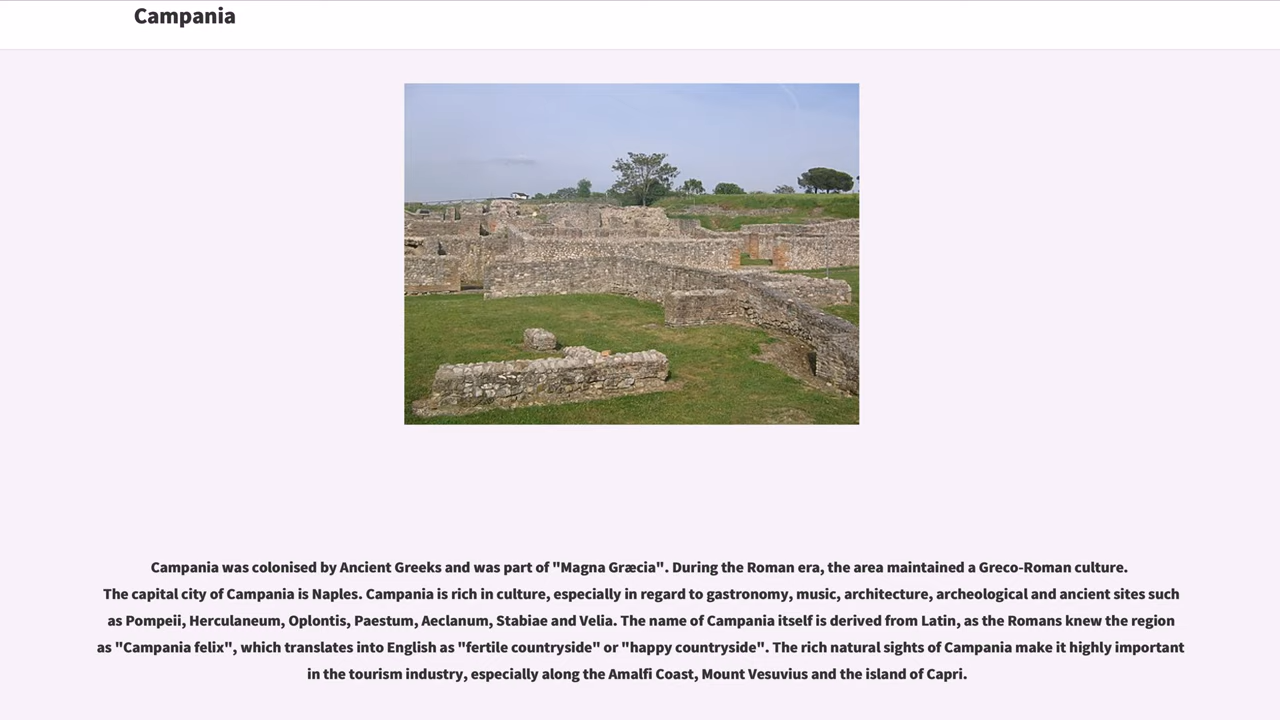 Campania
Campania was colonised by Ancient Greeks and was part of "Magna Græcia". During the Roman era, the area maintained a Greco-Roman culture.
The capital city of Campania is Naples. Campania is rich in culture, especially in regard to gastronomy, music, architecture, archeological and ancient sites such
as Pompeii, Herculaneum, Oplontis, Paestum, Aeclanum, Stabiae and Velia. The name of Campania itself is derived from Latin, as the Romans knew the region
as "Campania felix", which translates into English as "fertile countryside" or "happy countryside". The rich natural sights of Campania make it highly important
in the tourism industry, especially along the Amalfi Coast, Mount Vesuvius and the island of Capri.